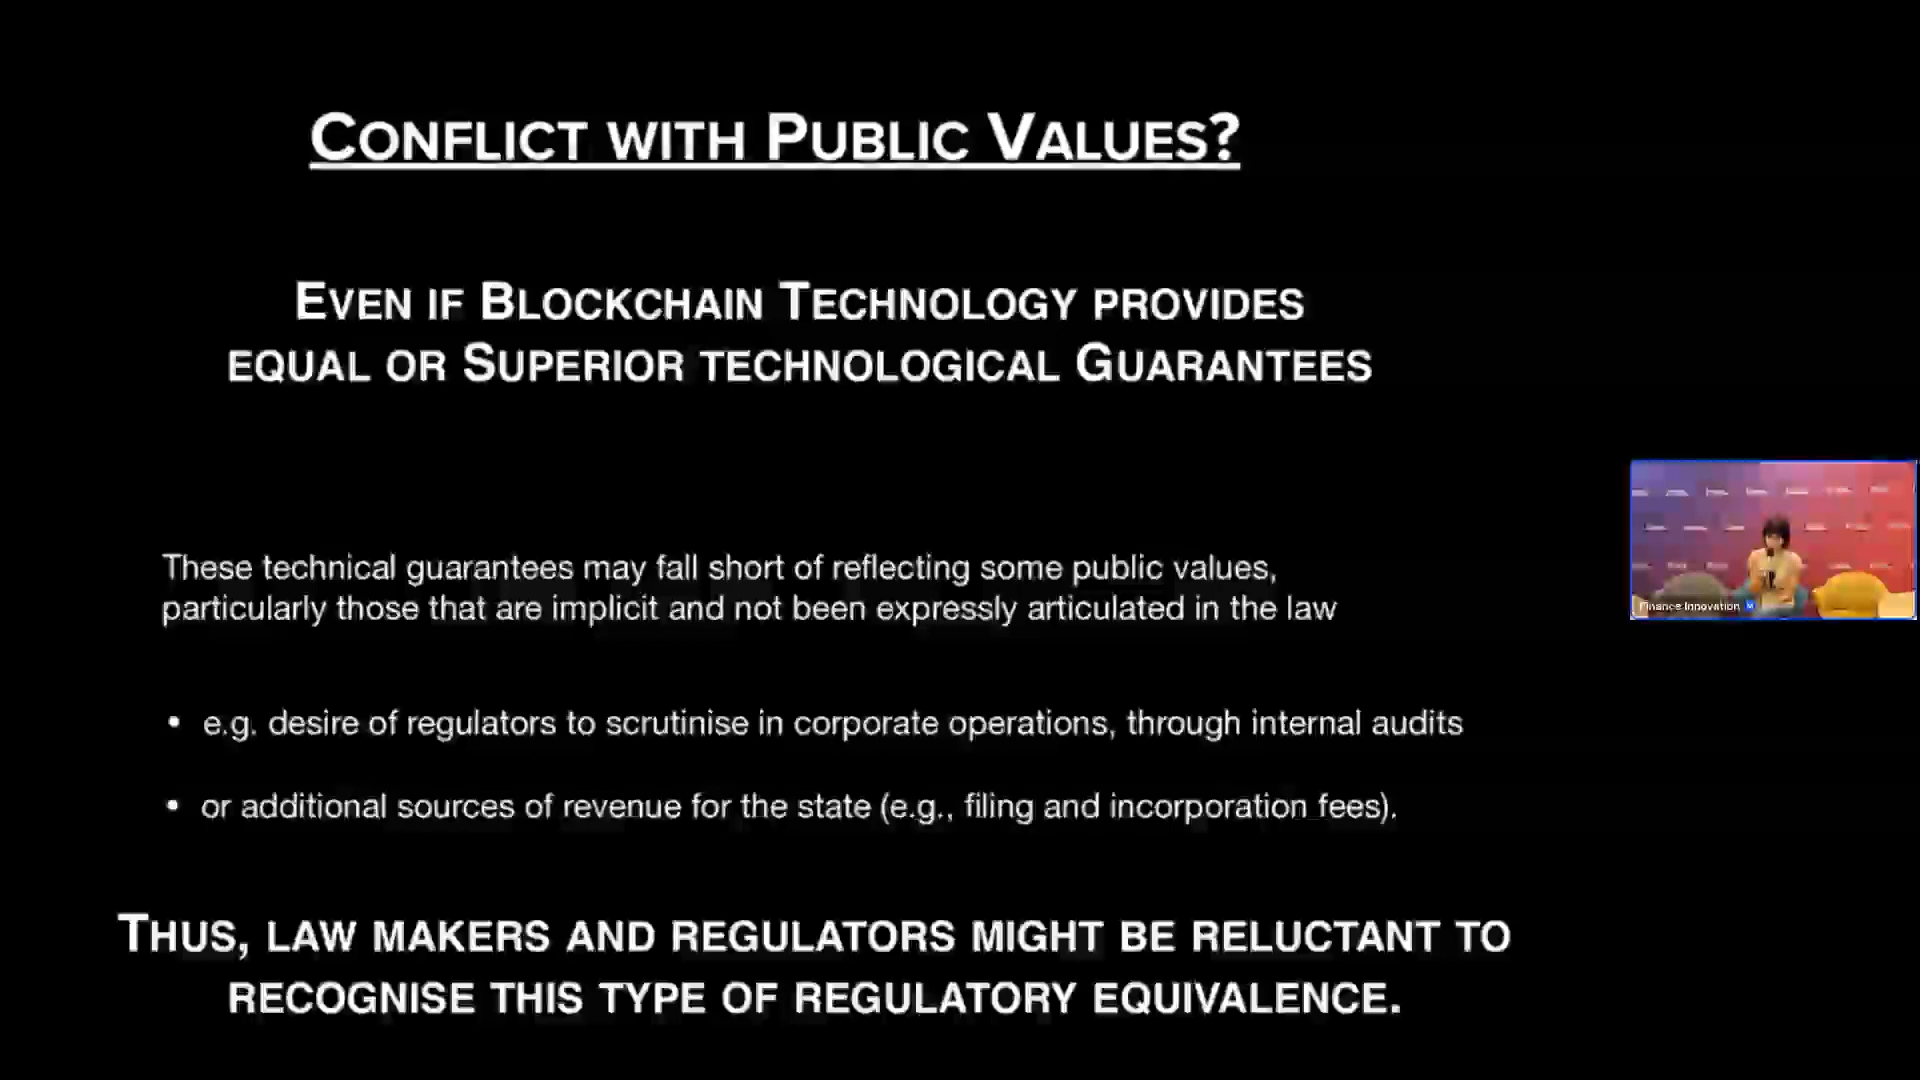 CONFLICT WITH PUBLIC VALUES?
EVEN IF BLOCKCHAIN TECHNOLOGY PROVIDES
EQUAL OR SUPERIOR TECHNOLOGICAL GUARANTEES
These technical guarantees may fall short of reflecting some public values,
particularly those that are implicit and not been expressly articulated in the law
• e.g. desire of regulators to scrutinise in corporate operations, through internal audits
• or additional sources of revenue for the state (e.g., filing and incorporation fees).
Finance Innovation
THUS, LAW MAKERS AND REGULATORS MIGHT BE RELUCTANT TO
RECOGNISE THIS TYPE OF REGULATORY EQUIVALENCE.